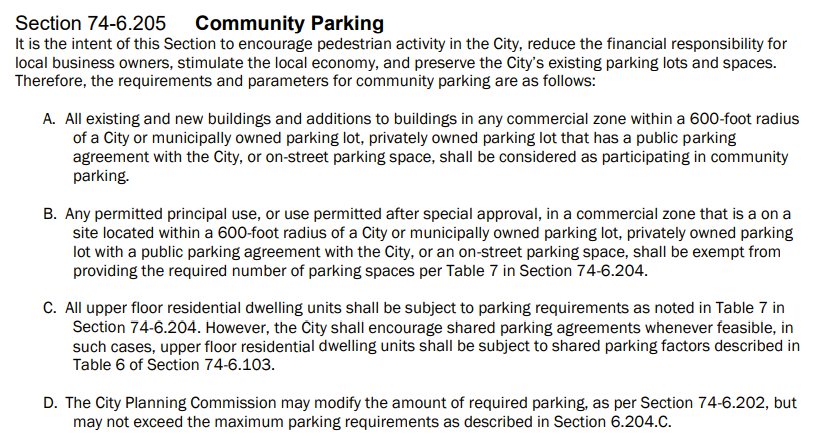 Section 74-6.205 Community Parking
It is the intent of this Section to encourage pedestrian activity in the City, reduce the financial responsibility for
local business owners, stimulate the local economy, and preserve the City's existing parking lots and spaces.
Therefore, the requirements and parameters for community parking are as follows:
A. All existing and new buildings and additions to buildings in any commercial zone within a 600-foot radius
of a City or municipally owned parking lot, privately owned parking lot that has a public parking
agreement with the City, or on-street parking space, shall be considered as participating in community
parking.
B. Any permitted principal use, or use permitted after special approval, in a commercial zone that is a on a
site located within a 600-foot radius of a City or municipally owned parking lot, privately owned parking
lot with a public parking agreement with the City, or an on-street parking space, shall be exempt from
providing the required number of parking spaces per Table 7 in Section 74-6.204.
C. All upper floor residential dwelling units shall be subject to parking requirements as noted in Table 7 in
Section 74-6.204. However, the City shall encourage shared parking agreements whenever feasible, in
such cases, upper floor residential dwelling units shall be subject to shared parking factors described in
Table 6 of Section 74-6.103.
D. The City Planning Commission may modify the amount of required parking, as per Section 74-6.202, but
may not exceed the maximum parking requirements as described in Section 6.204.C.